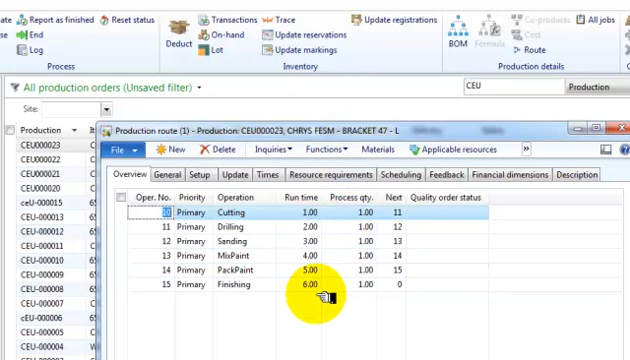 Report as finished Reset status Transactions Trace Update registrations Co-products All jobs
End Deduct On-hand Update reservations BOM Formula Cost
Log Lot Update markings Route
Process Inventory Production details
All production orders (Unsaved filter) CEU Production
Site:
Production
Production route (1) - Production: CEU000023, CHRYS FESM - BRACKET 47 - L
File New Delete Inquiries Functions Materials Applicable resources
Overview General Setup Update Times Resource requirements Scheduling Feedback Financial dimensions Description
Oper. No. Priority Operation Run time Process qty. Next Quality order status
10 Primary Cutting 1.00 1.00 11
11 Primary Drilling 2.00 1.00 12
12 Primary Sanding 3.00 1.00 13
13 Primary MixPaint 4.00 1.00 14
14 Primary PackPaint 5.00 1.00 15
15 Primary Finishing 6.00 1.00 0
CEU000023
CEU000022
CEU000021
CEU000020
ceU-000015
CEU-000014
CEU-000013
CEU-000012
CEU-000010
CEU-000009
CEU-000008
CEU-000007
cEU-000006
CEU-000005
CEU-000004